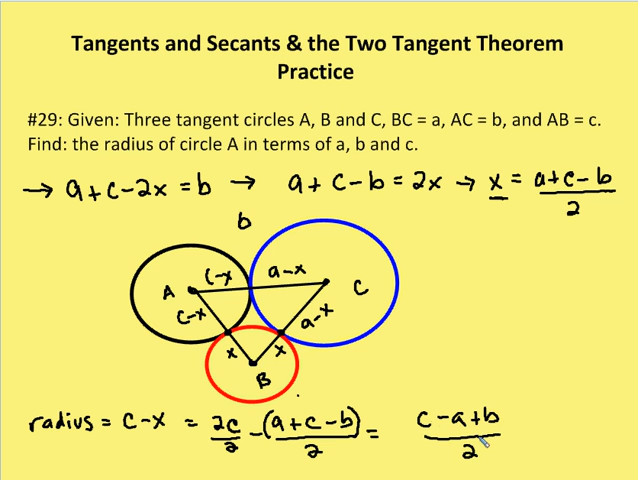 Tangents and Secants & the Two Tangent Theorem
Practice
#29: Given: Three tangent circles A, B and C, BC = a, AC = b, and AB = c.
Find: the radius of circle A in terms of a, b and c.
→ a+c-2x = b → a+c-b = 2x → x = (a+c-b)/2
b
A c-x a-x C
c-x a-x
x x
B
radius = c-x = 2c/2 - (a+c-b)/2 = (c-a+b)/2